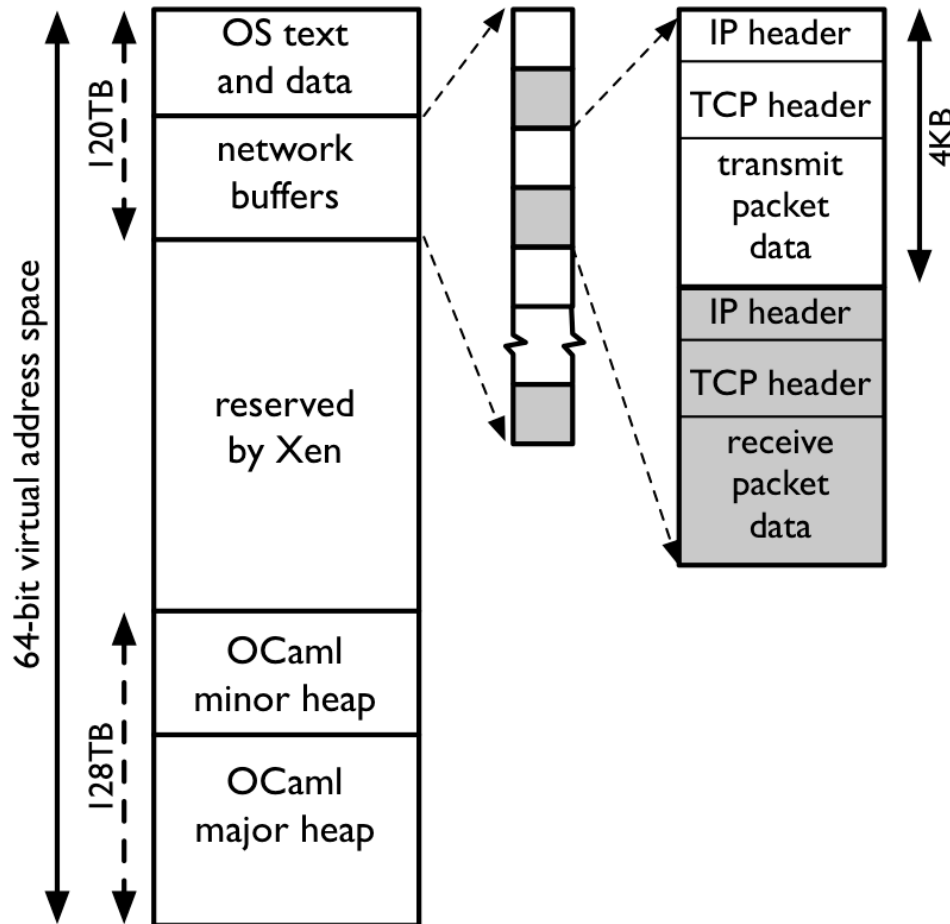 64-bit virtual address space
120TB
128TB
OS text
and data
network
buffers
reserved
by Xen
OCaml
minor heap
OCaml
major heap
IP header
TCP header
transmit
packet
data
IP header
TCP header
receive
packet
data
4KB